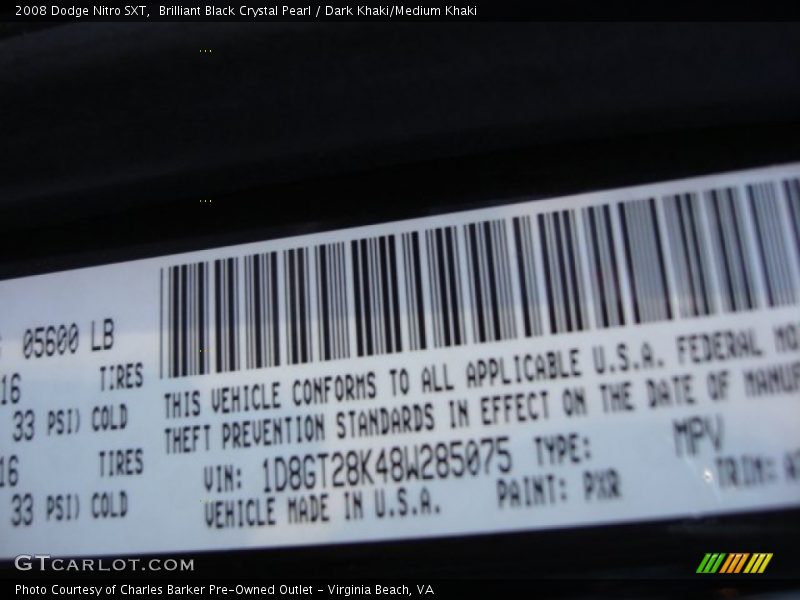 2008 Dodge Nitro SXT,  Brilliant Black Crystal Pearl / Dark Khaki/Medium Khaki
05600 LB
16 TIRES
33 PSI) COLD
16 TIRES
33 PSI) COLD
THIS VEHICLE CONFORMS TO ALL APPLICABLE U.S.A. FEDERAL MO
THEFT PREVENTION STANDARDS IN EFFECT ON THE DATE OF MANUF
VIN: 1D8GT28K48W285075 TYPE: MPV
VEHICLE MADE IN U.S.A. PAINT: PXR TRIM:
GTCARLOT.COM
Photo Courtesy of Charles Barker Pre-Owned Outlet - Virginia Beach, VA